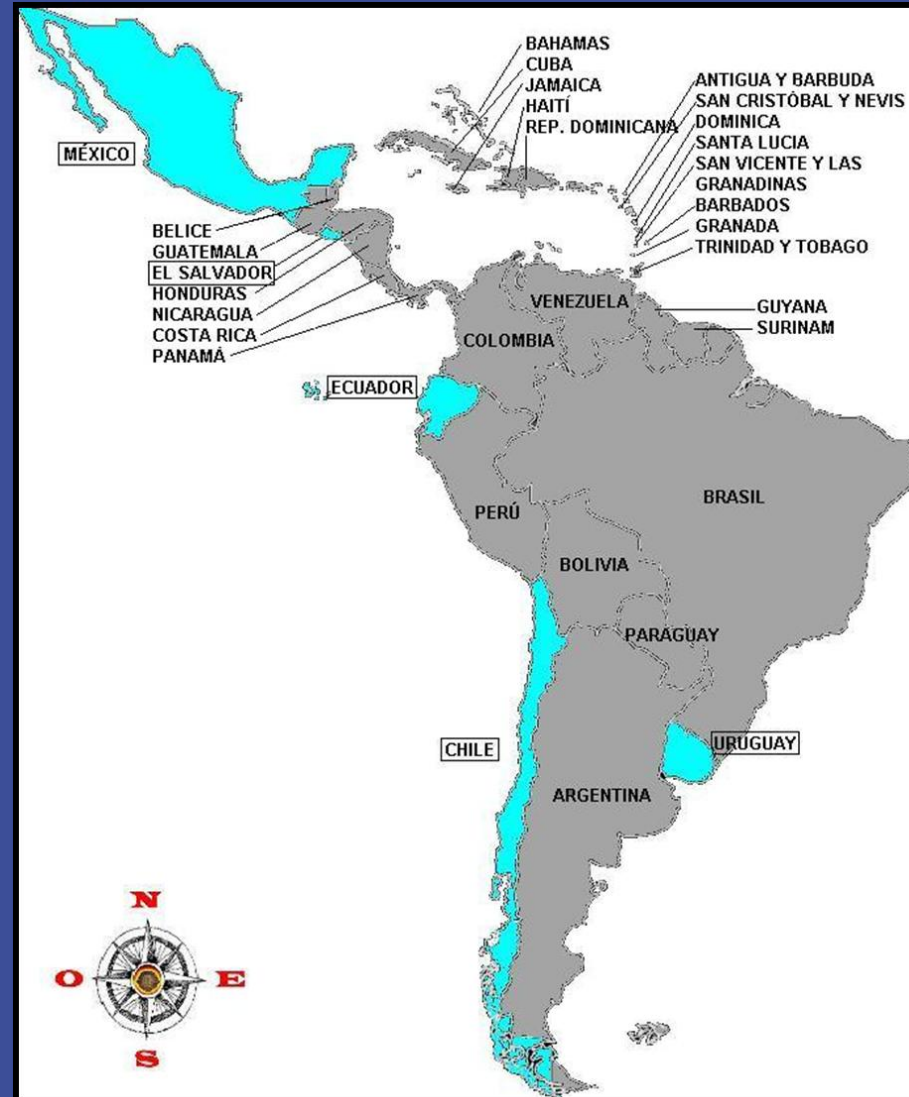 BAHAMAS
CUBA
JAMAICA
HAITÍ
REP. DOMINICANA
ANTIGUA Y BARBUDA
SAN CRISTÓBAL Y NEVIS
DOMINICA
SANTA LUCIA
SAN VICENTE Y LAS
GRANADINAS
BARBADOS
GRANADA
TRINIDAD Y TOBAGO
MÉXICO
BELICE
GUATEMALA
EL SALVADOR
HONDURAS
NICARAGUA
COSTA RICA
PANAMÁ
VENEZUELA
GUYANA
SURINAM
COLOMBIA
ECUADOR
BRASIL
PERÚ
BOLIVIA
PARAGUAY
CHILE
URUGUAY
ARGENTINA
N
O E
S